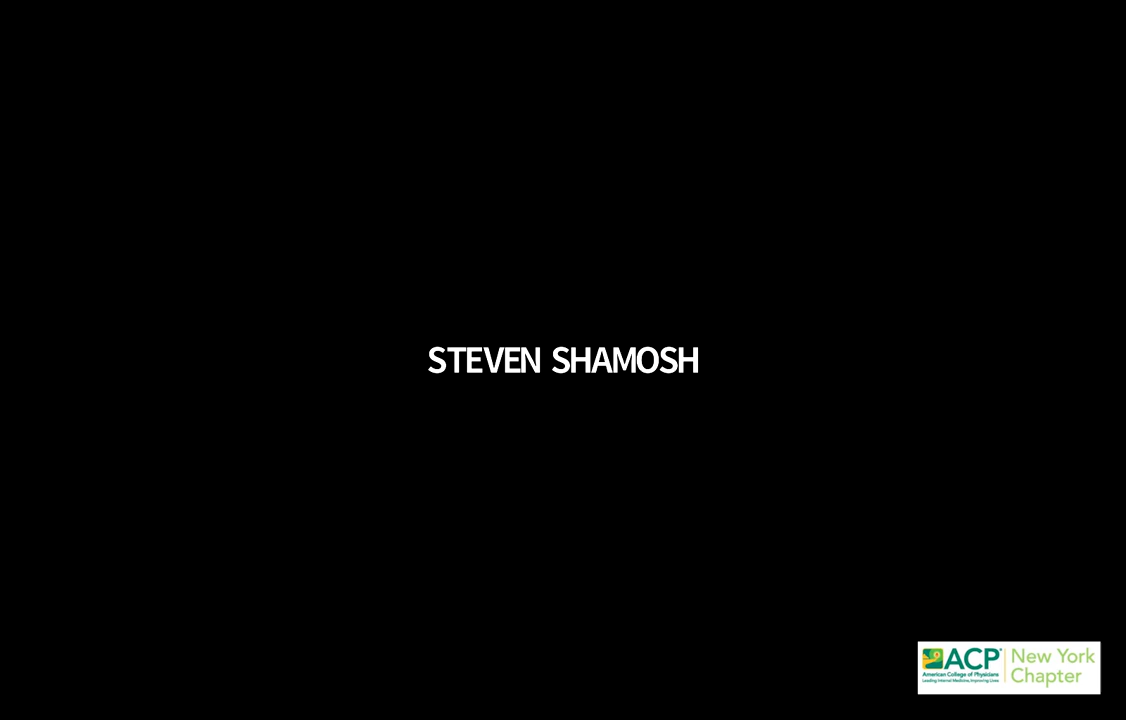 STEVEN SHAMOSH
ACP
American College of Physicians
Leading Internal Medicine, Improving Lives
New York
Chapter